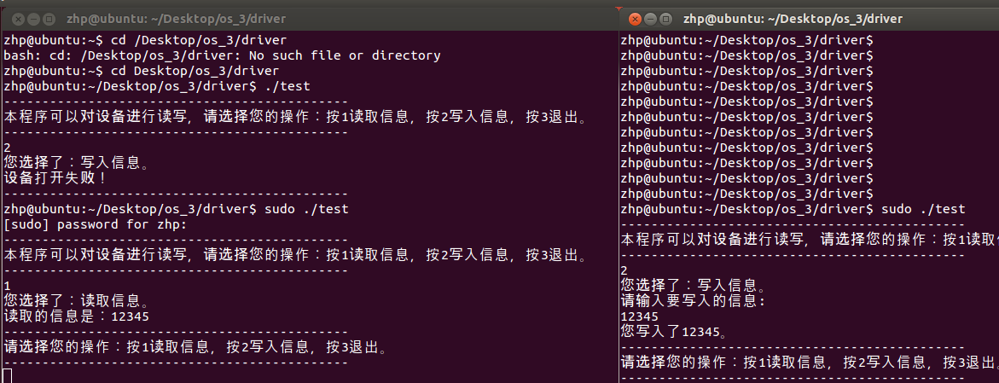 zhp@ubuntu: ~/Desktop/os_3/driver
zhp@ubuntu:~$ cd /Desktop/os_3/driver
bash: cd: /Desktop/os_3/driver: No such file or directory
zhp@ubuntu:~$ cd Desktop/os_3/driver
zhp@ubuntu:~/Desktop/os_3/driver$ ./test
---------------------------------------------
本程序可以对设备进行读写，请选择您的操作：按1读取信息，按2写入信息，按3退出。
---------------------------------------------
2
您选择了：写入信息。
设备打开失败！
---------------------------------------------
zhp@ubuntu:~/Desktop/os_3/driver$ sudo ./test
[sudo] password for zhp:
---------------------------------------------
本程序可以对设备进行读写，请选择您的操作：按1读取信息，按2写入信息，按3退出。
---------------------------------------------
1
您选择了：读取信息。
读取的信息是：12345
---------------------------------------------
请选择您的操作：按1读取信息，按2写入信息，按3退出。
---------------------------------------------
zhp@ubuntu: ~/Desktop/os_3/driver
zhp@ubuntu:~/Desktop/os_3/driver$
zhp@ubuntu:~/Desktop/os_3/driver$
zhp@ubuntu:~/Desktop/os_3/driver$
zhp@ubuntu:~/Desktop/os_3/driver$
zhp@ubuntu:~/Desktop/os_3/driver$
zhp@ubuntu:~/Desktop/os_3/driver$
zhp@ubuntu:~/Desktop/os_3/driver$
zhp@ubuntu:~/Desktop/os_3/driver$
zhp@ubuntu:~/Desktop/os_3/driver$
zhp@ubuntu:~/Desktop/os_3/driver$
zhp@ubuntu:~/Desktop/os_3/driver$
zhp@ubuntu:~/Desktop/os_3/driver$ sudo ./test
---------------------------------------------
本程序可以对设备进行读写，请选择您的操作：按1读取
---------------------------------------------
2
您选择了：写入信息。
请输入要写入的信息:
12345
您写入了12345。
---------------------------------------------
请选择您的操作：按1读取信息，按2写入信息，按3退出。
---------------------------------------------